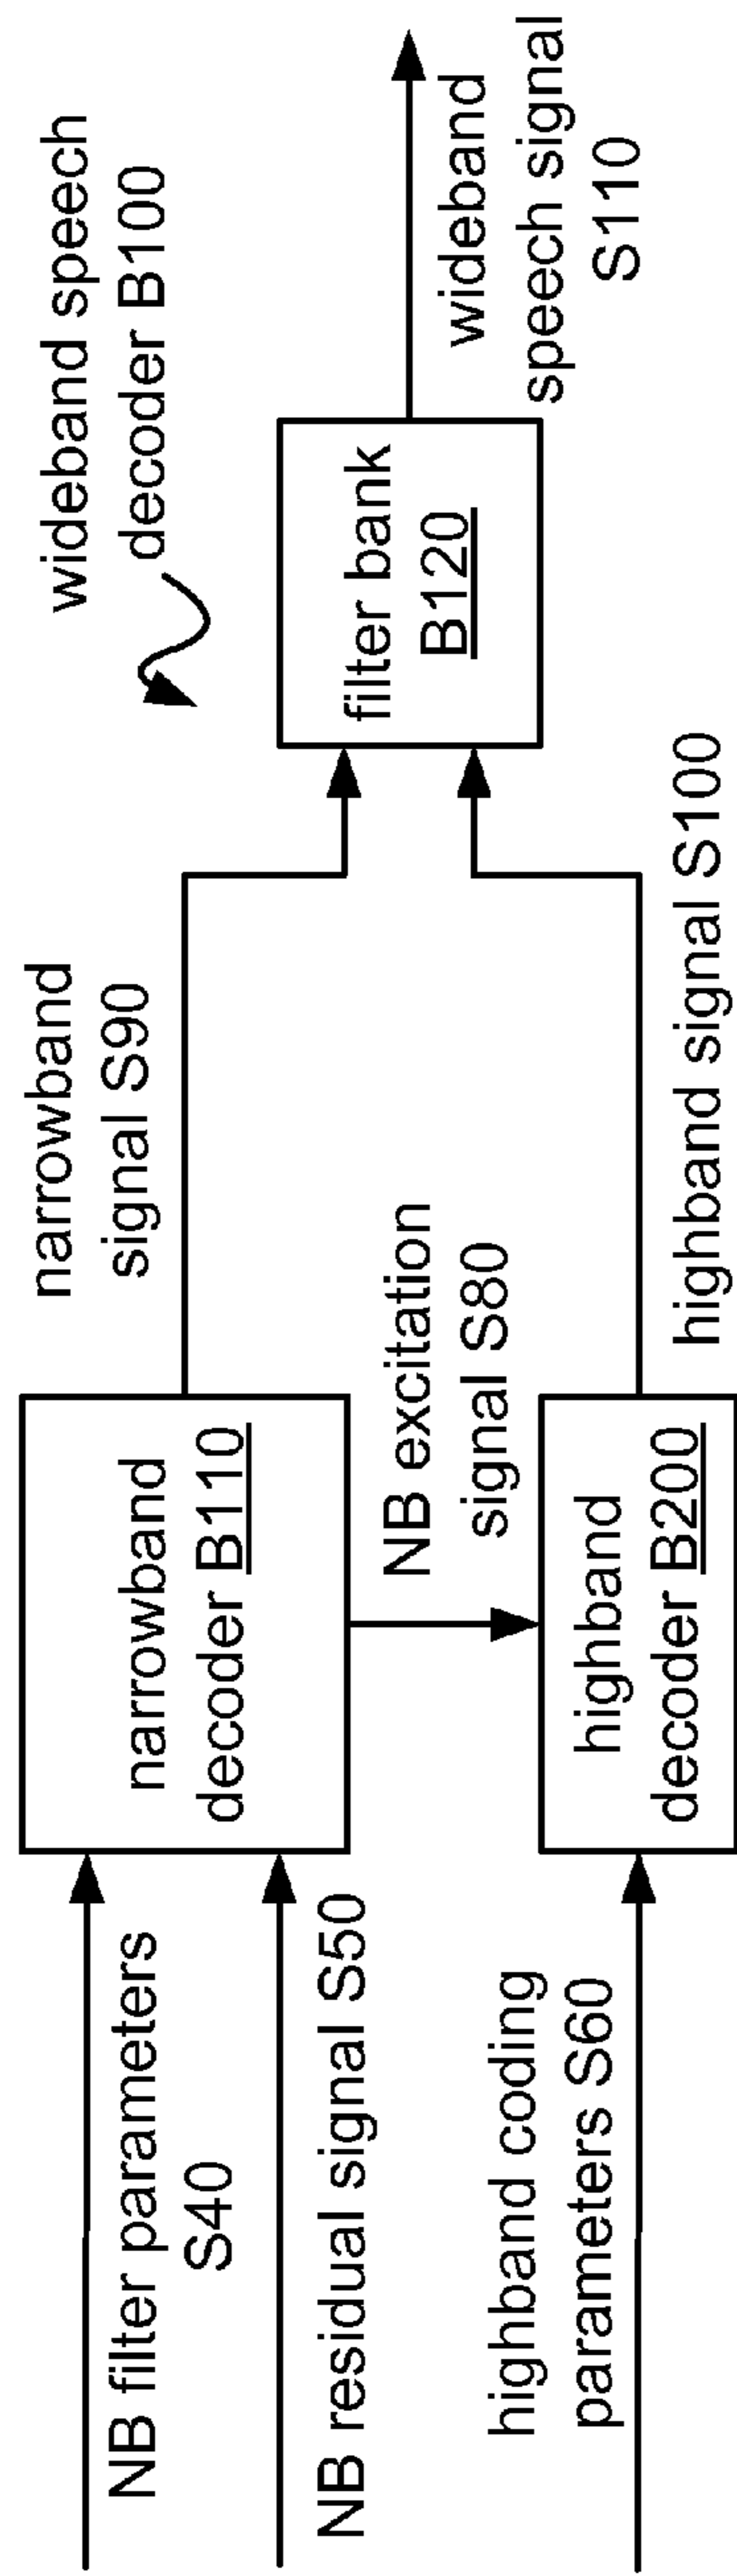 wideband speech
decoder B100
NB filter parameters
S40
NB residual signal S50
narrowband
decoder B110
narrowband
signal S90
NB excitation
signal S80
filter bank
B120
wideband
speech signal
S110
highband coding
parameters S60
highband
decoder B200
highband signal S100